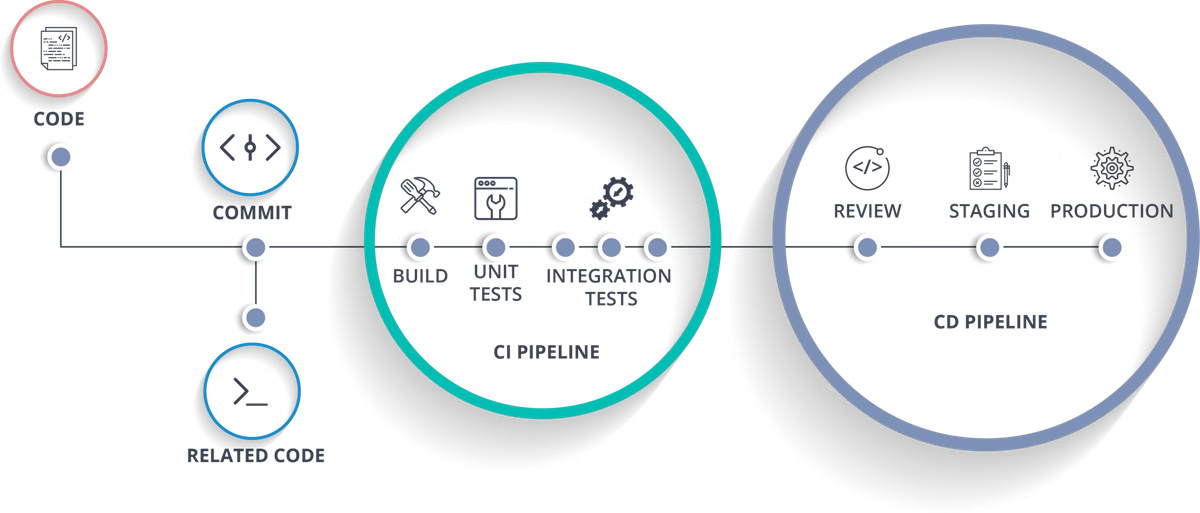 CODE
COMMIT
RELATED CODE
BUILD
UNIT
TESTS
INTEGRATION
TESTS
CI PIPELINE
REVIEW
STAGING
PRODUCTION
CD PIPELINE